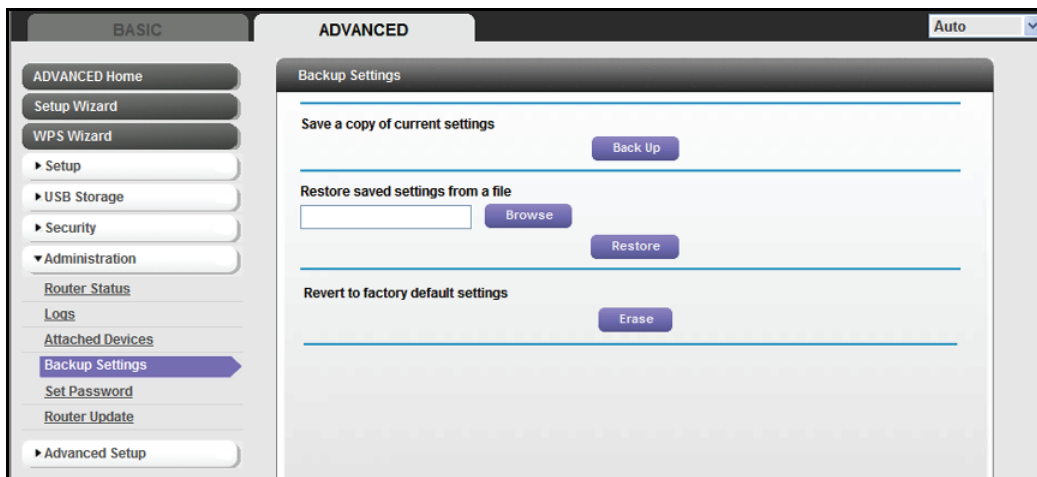 BASIC
ADVANCED
Auto
ADVANCED Home
Setup Wizard
WPS Wizard
Setup
USB Storage
Security
Administration
Router Status
Logs
Attached Devices
Backup Settings
Set Password
Router Update
Advanced Setup
Backup Settings
Save a copy of current settings
Back Up
Restore saved settings from a file
Browse
Restore
Revert to factory default settings
Erase